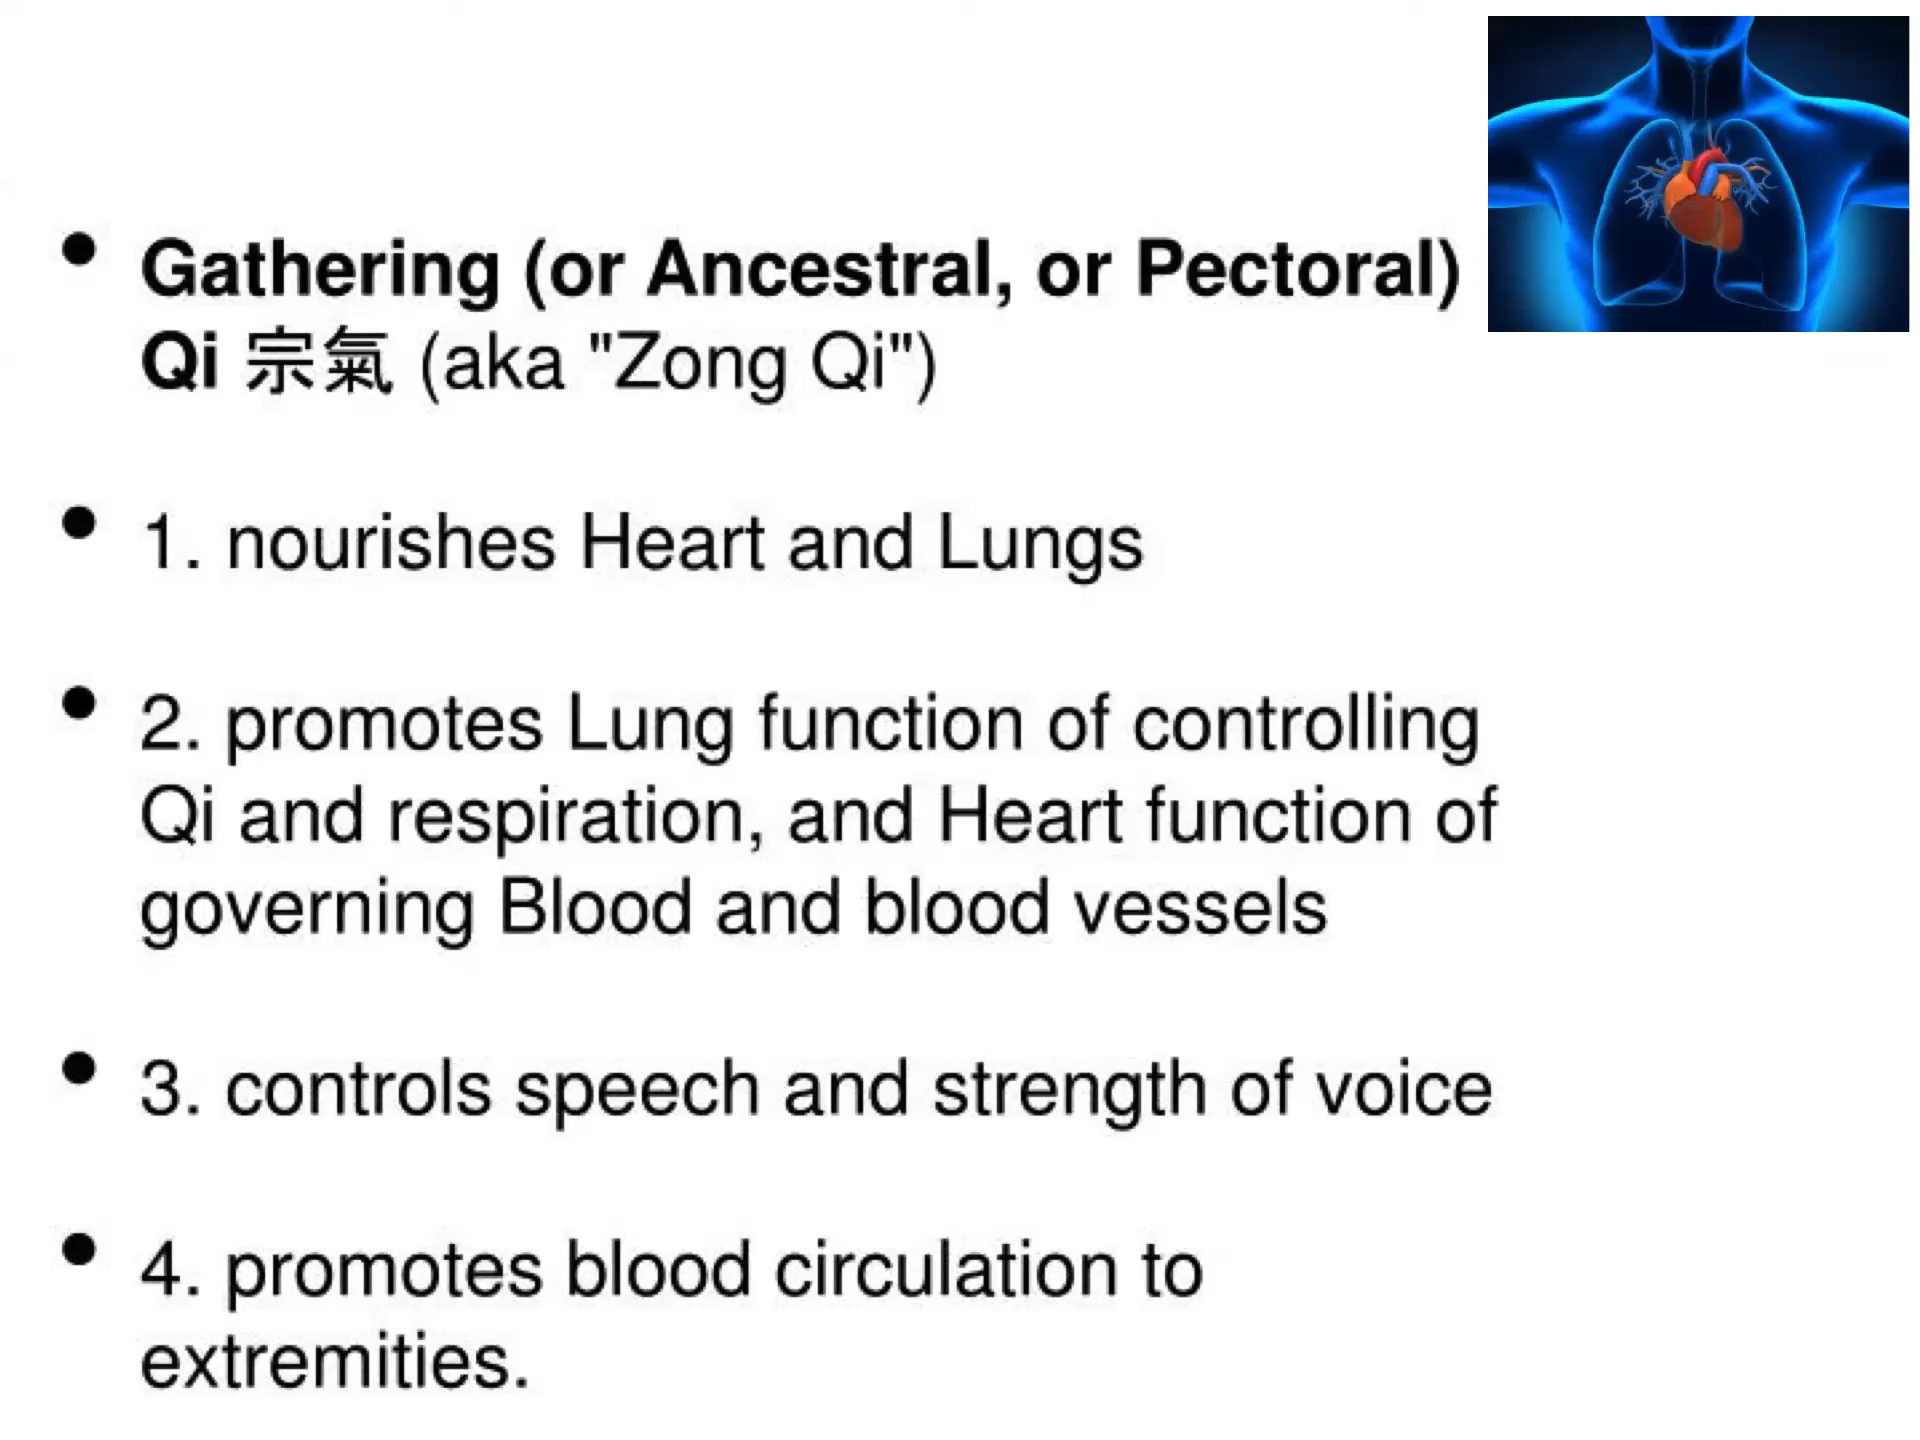 • Gathering (or Ancestral, or Pectoral)
Qi 宗氣 (aka "Zong Qi")
• 1. nourishes Heart and Lungs
• 2. promotes Lung function of controlling
Qi and respiration, and Heart function of
governing Blood and blood vessels
• 3. controls speech and strength of voice
• 4. promotes blood circulation to
extremities.